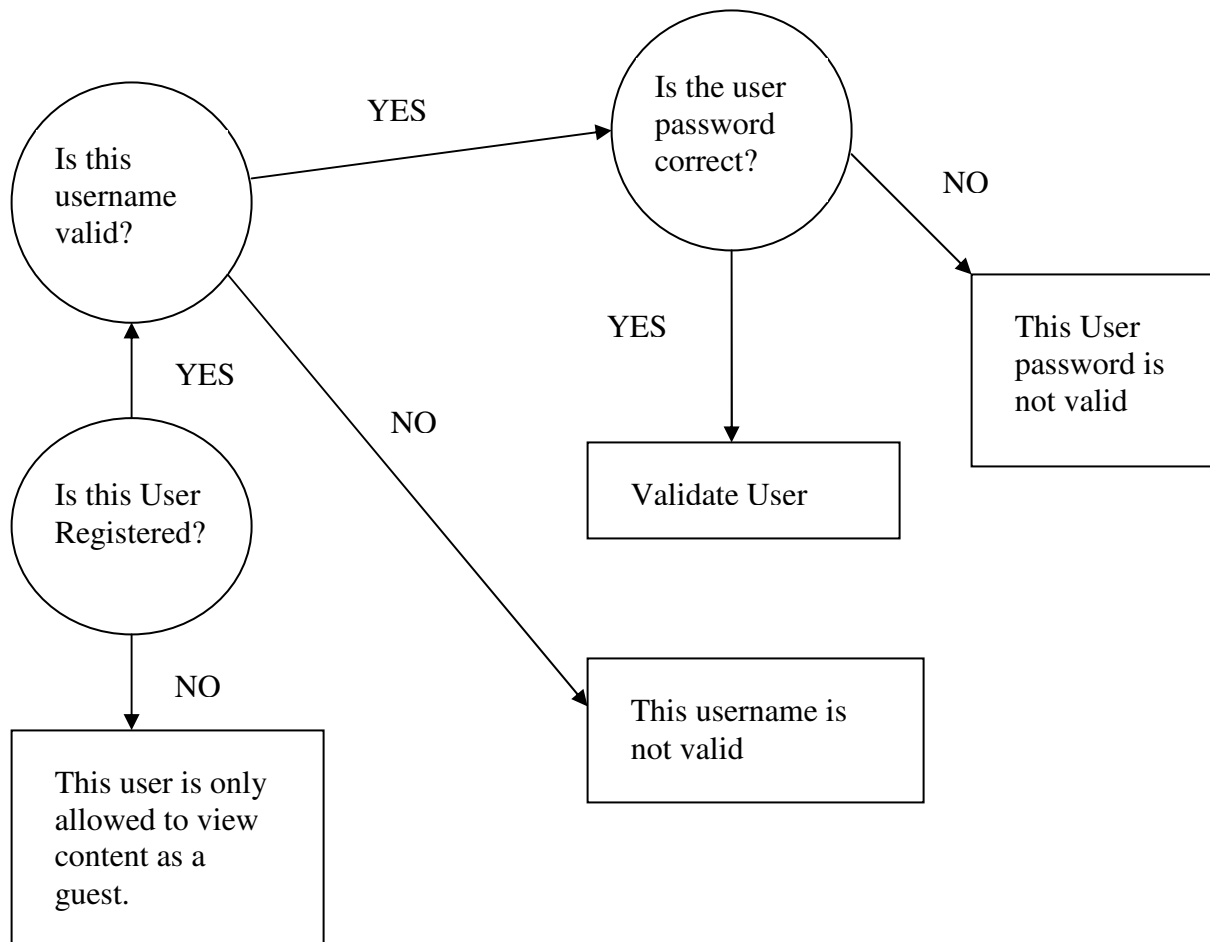 Is the user
password
correct?
YES
Is this
username
valid?
NO
YES
This User
password is
not valid
YES
NO
Is this User
Registered?
Validate User
NO
This username is
not valid
This user is only
allowed to view
content as a
guest.